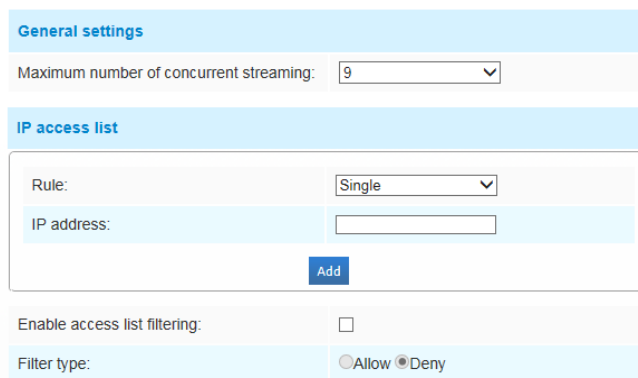 General settings
Maximum number of concurrent streaming: 9
IP access list
Rule: Single
IP address:
Add
Enable access list filtering:
Filter type: Allow Deny